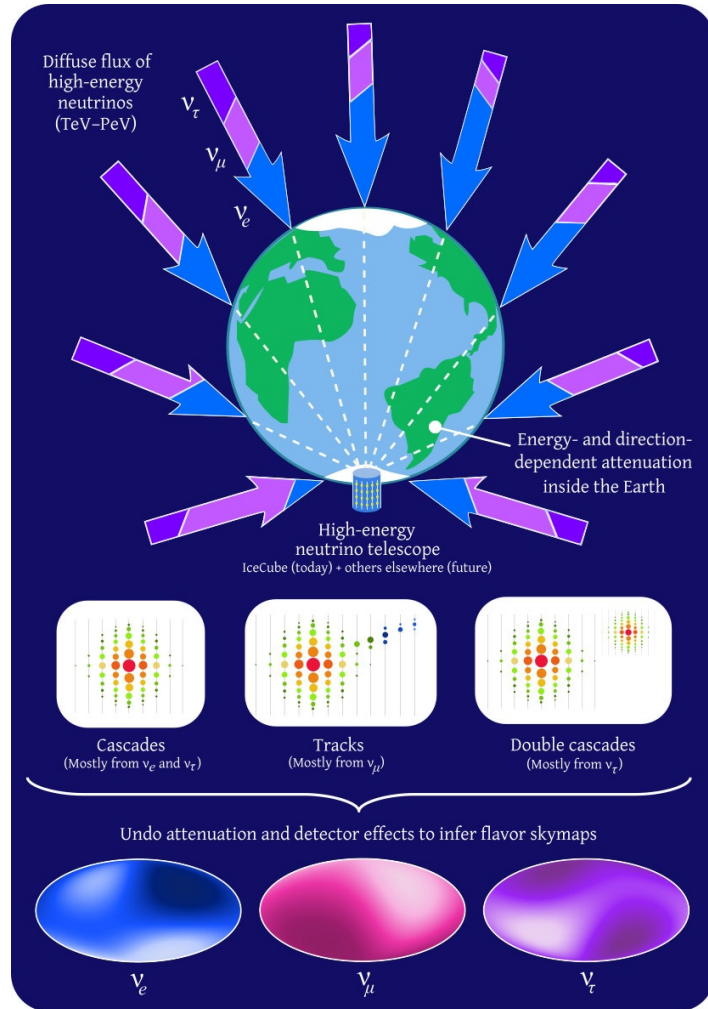 Diffuse flux of
high-energy
neutrinos
(TeV–PeV)
ντ
νμ
νe
Energy- and direction-
dependent attenuation
inside the Earth
High-energy
neutrino telescope
IceCube (today) + others elsewhere (future)
Cascades
(Mostly from νe and ντ)
Tracks
(Mostly from νμ)
Double cascades
(Mostly from ντ)
Undo attenuation and detector effects to infer flavor skymaps
νe
νμ
ντ